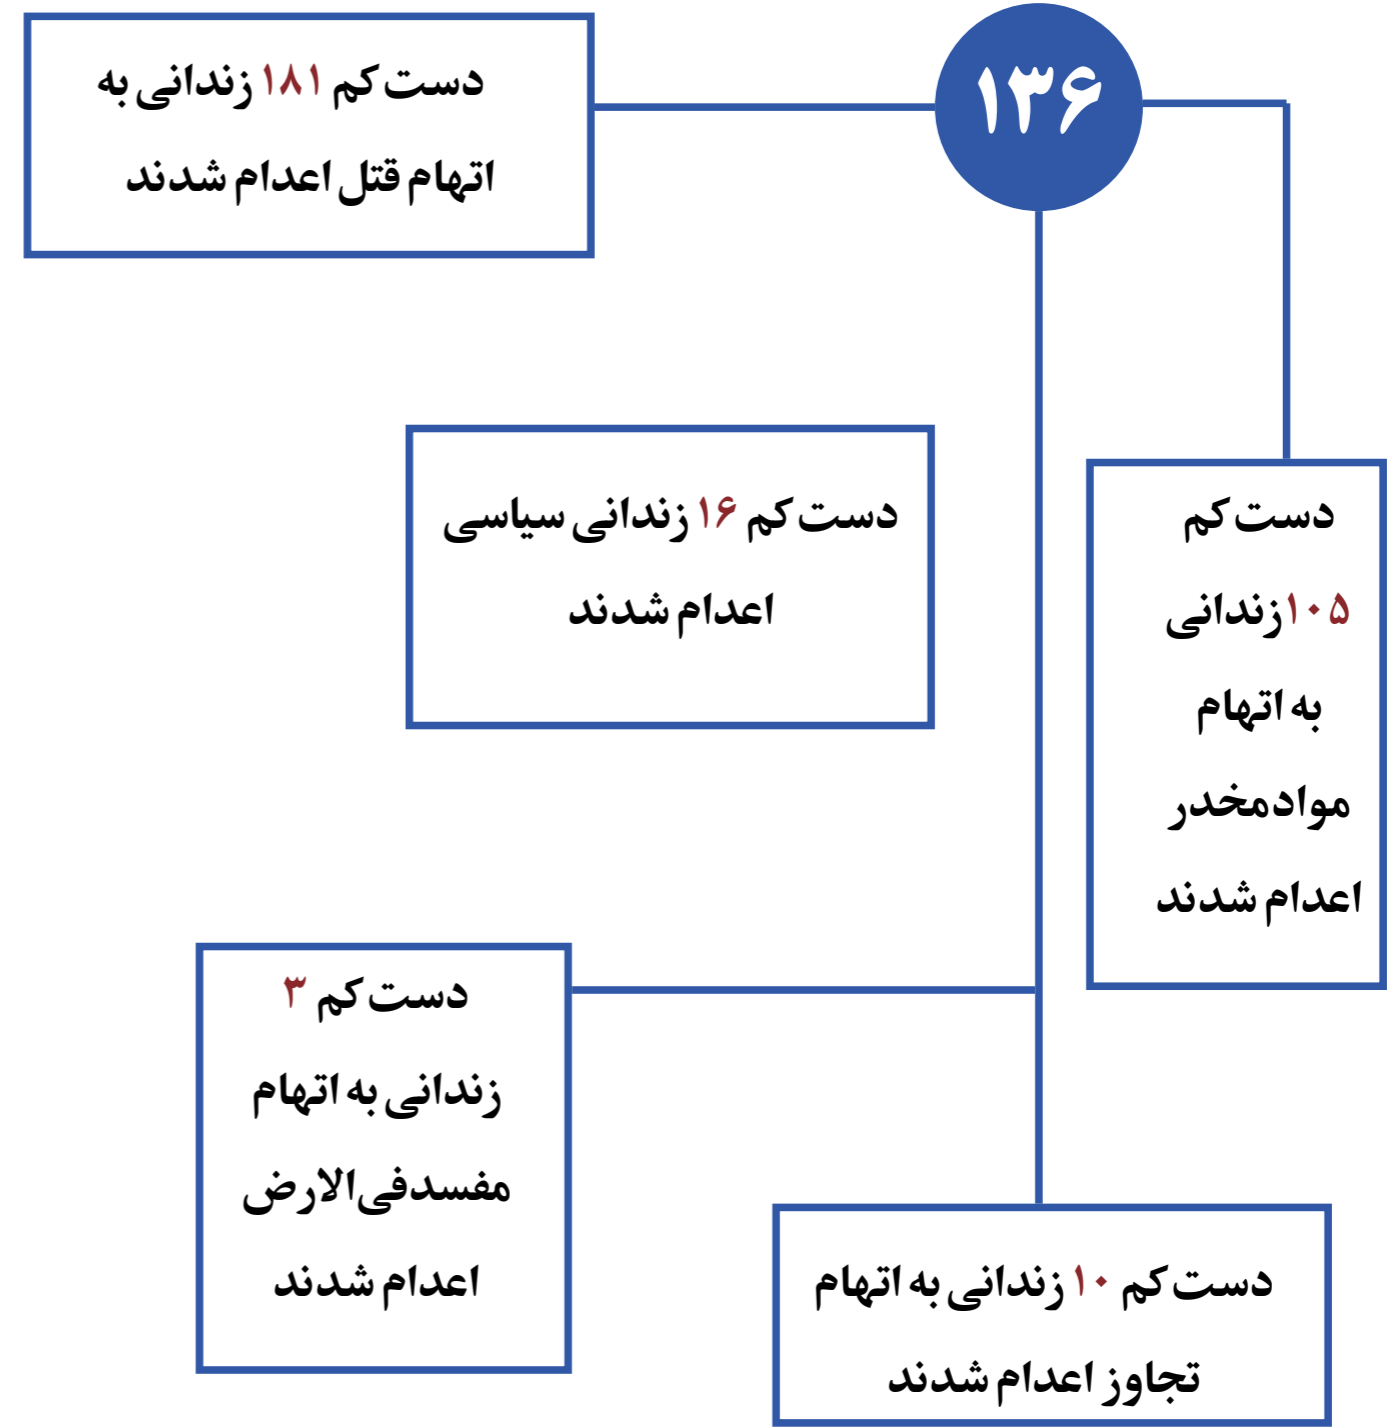 ۱۳۶
دست کم ۱۸۱ زندانی به
اتهام قتل اعدام شدند
دست کم ۱۶ زندانی سیاسی
اعدام شدند
دست کم
۱۰۵ زندانی
به اتهام
موادمخدر
اعدام شدند
دست کم ۳
زندانی به اتهام
مفسدفی‌الارض
اعدام شدند
دست کم ۱۰ زندانی به اتهام
تجاوز اعدام شدند